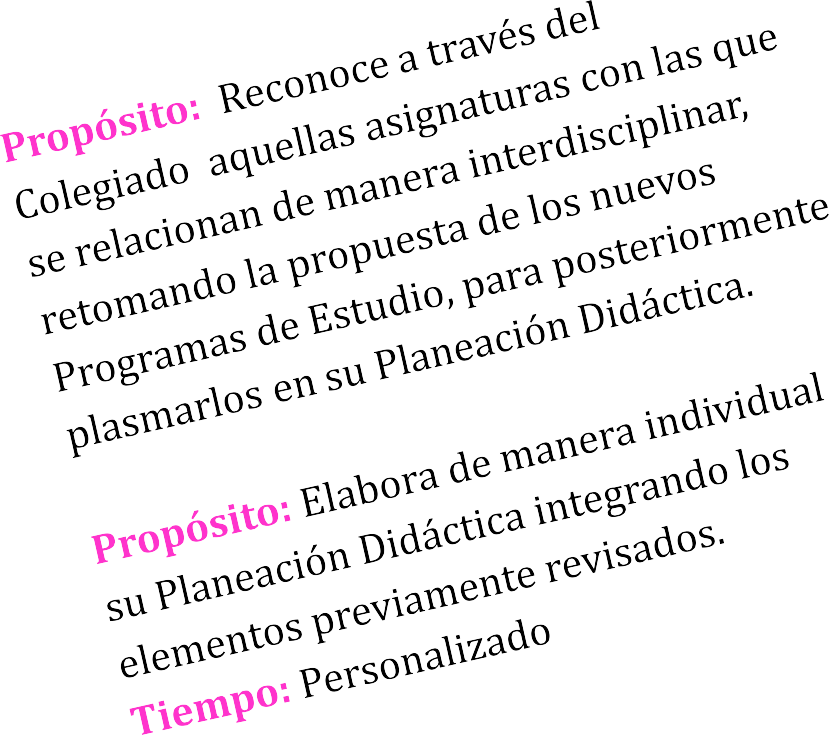 Propósito: Reconoce a través del
Colegiado aquellas asignaturas con las que
se relacionan de manera interdisciplinar,
retomando la propuesta de los nuevos
Programas de Estudio, para posteriormente
plasmarlos en su Planeación Didáctica.
Propósito: Elabora de manera individual
su Planeación Didáctica integrando los
elementos previamente revisados.
Tiempo: Personalizado